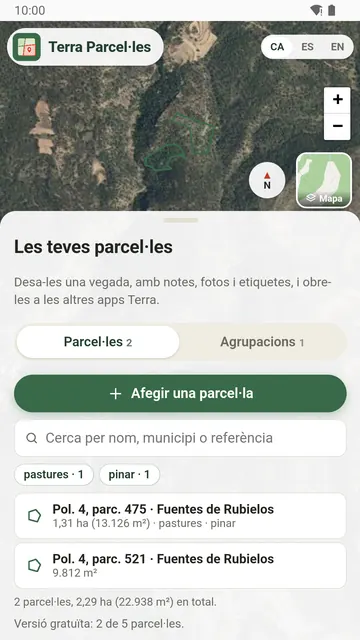 10:00
Terra Parcel·les
CA ES EN
+
−
N
Mapa
Les teves parcel·les
Desa-les una vegada, amb notes, fotos i etiquetes, i obre-
les a les altres apps Terra.
Parcel·les 2
Agrupacions 1
+ Afegir una parcel·la
Cerca per nom, municipi o referència
pastures · 1
pinar · 1
Pol. 4, parc. 475 · Fuentes de Rubielos
1,31 ha (13.126 m²) · pastures · pinar
Pol. 4, parc. 521 · Fuentes de Rubielos
9.812 m²
2 parcel·les, 2,29 ha (22.938 m²) en total.
Versió gratuïta: 2 de 5 parcel·les.